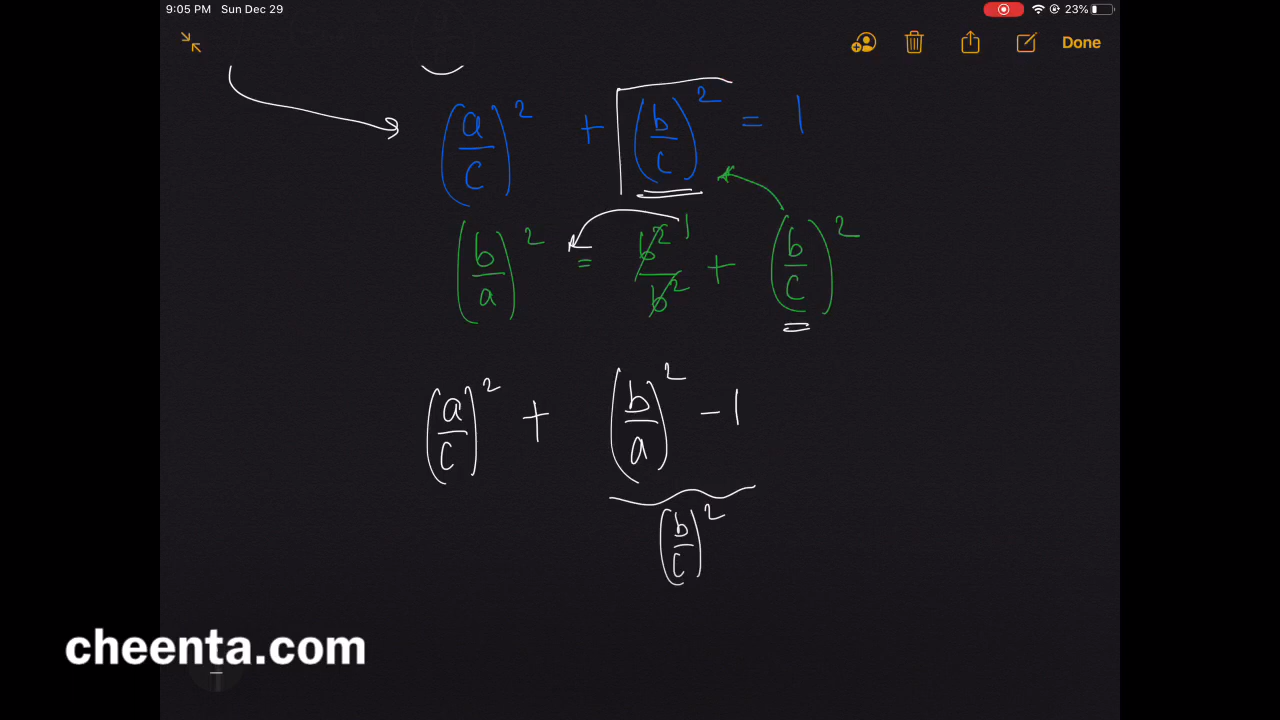 9:05 PM Sun Dec 29 23%
Done
(a/c)² + (b/c)² = 1
(b/a)² = b²/b² 1 + (b/c)²
(a/c)² + (b/a)² - 1
(b/c)²
cheenta.com